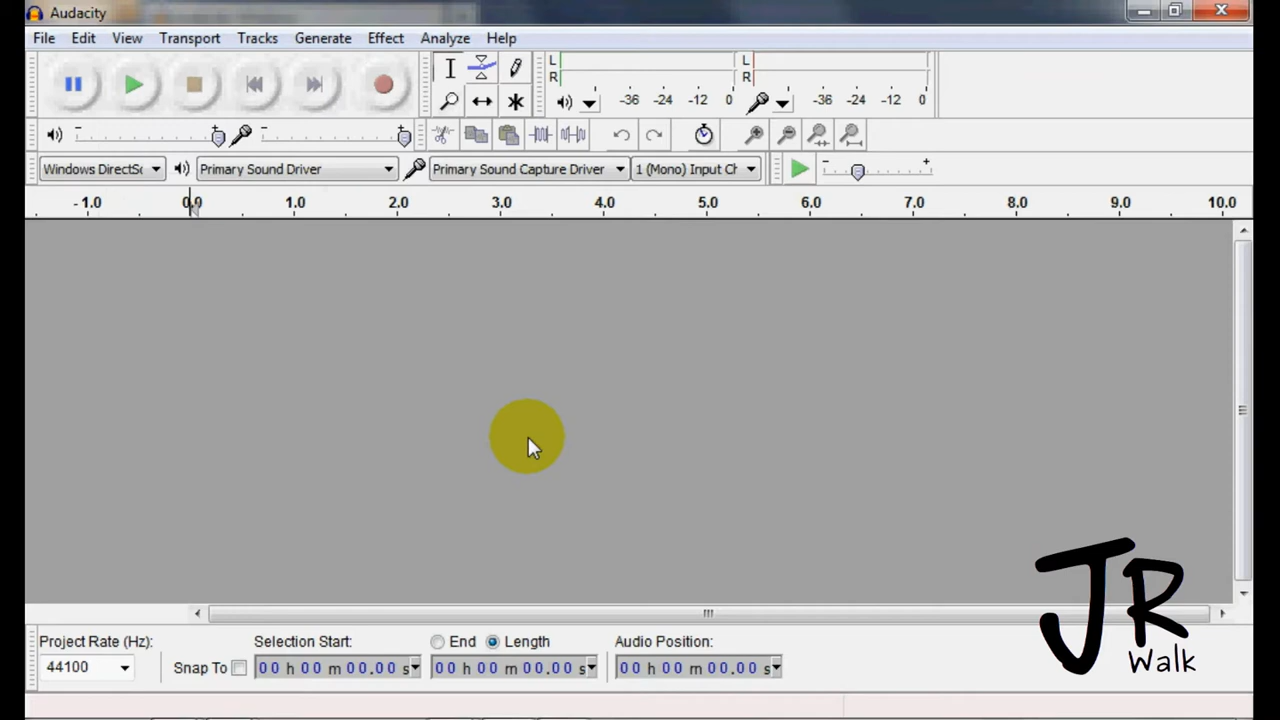 Audacity
File Edit View Transport Tracks Generate Effect Analyze Help
L L
R R
-36 -24 -12 0 -36 -24 -12 0
Windows DirectSo Primary Sound Driver Primary Sound Capture Driver 1 (Mono) Input Ch
- 1.0 0.0 1.0 2.0 3.0 4.0 5.0 6.0 7.0 8.0 9.0 10.0
Project Rate (Hz): Selection Start: End Length Audio Position:
44100 Snap To 00 h 00 m 00.00 s 00 h 00 m 00.00 s 00 h 00 m 00.00 s
JR
Walk